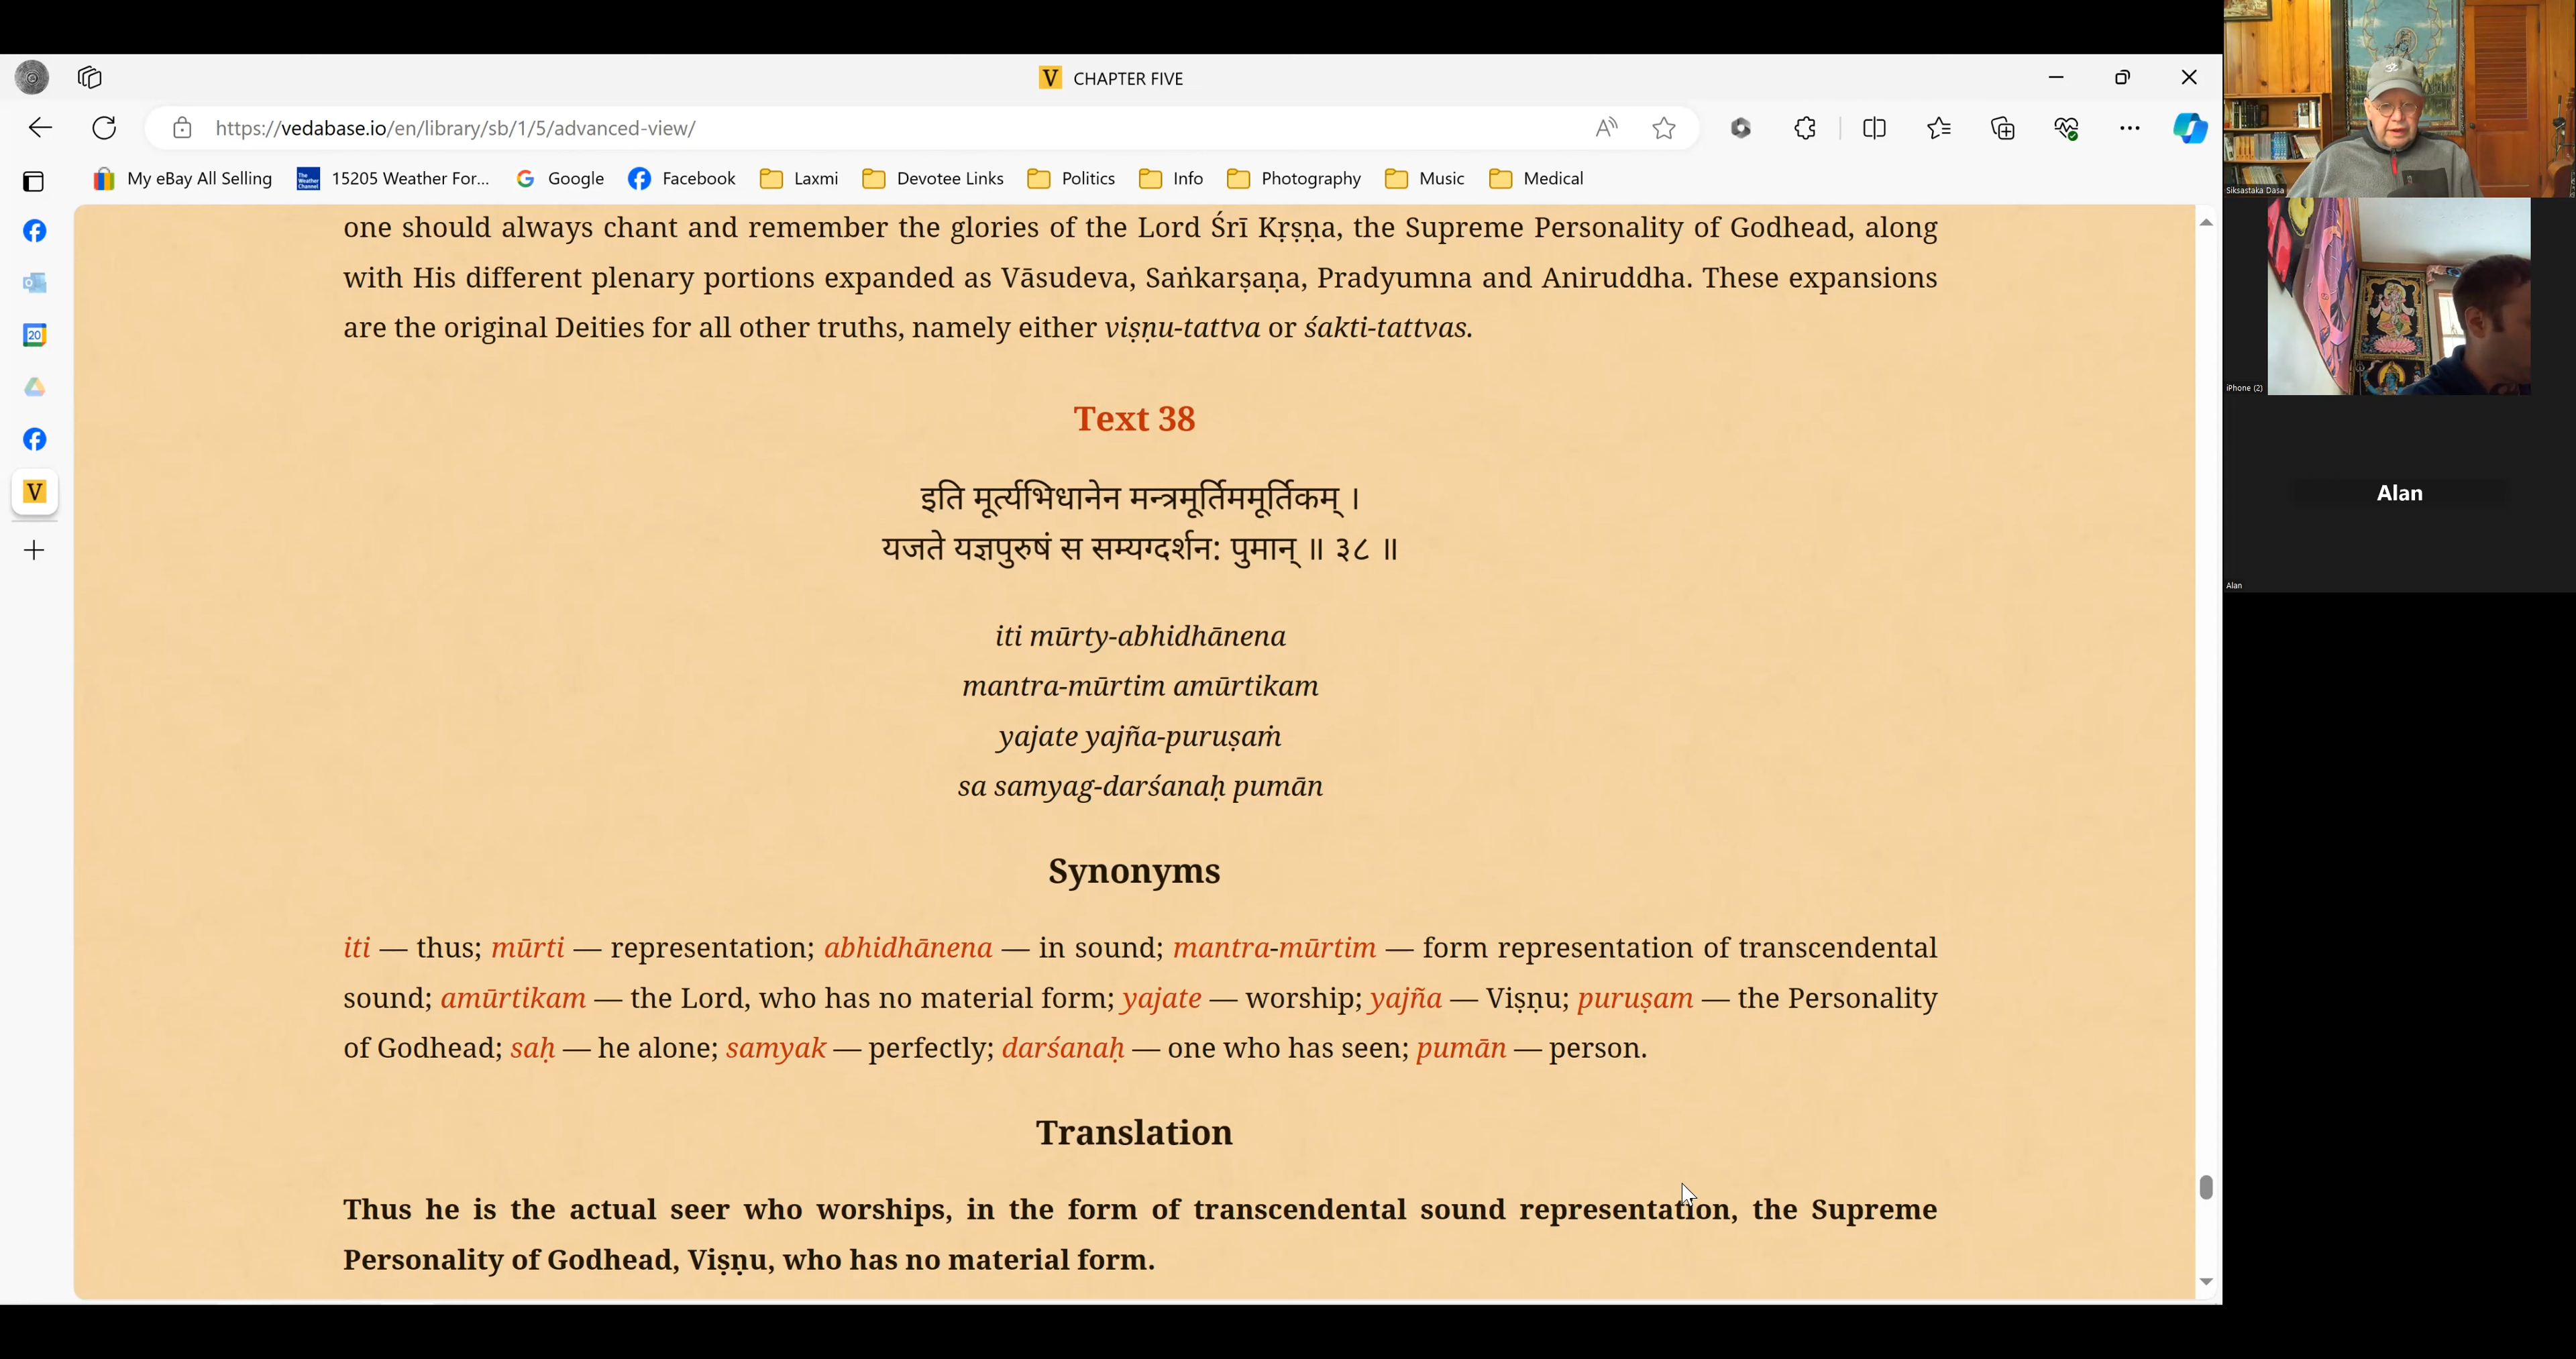 V CHAPTER FIVE
https://vedabase.io/en/library/sb/1/5/advanced-view/
My eBay All Selling The Weather Channel 15205 Weather For... Google Facebook Laxmi Devotee Links Politics Info Photography Music Medical
20
V
one should always chant and remember the glories of the Lord Śrī Kṛṣṇa, the Supreme Personality of Godhead, along
with His different plenary portions expanded as Vāsudeva, Saṅkarṣaṇa, Pradyumna and Aniruddha. These expansions
are the original Deities for all other truths, namely either viṣṇu-tattva or śakti-tattvas.
Text 38
इति मूर्त्यभिधानेन मन्त्रमूर्तिममूर्तिकम् ।
यजते यज्ञपुरुषं स सम्यग्दर्शन: पुमान् ॥ ३८ ॥
iti mūrty-abhidhānena
mantra-mūrtim amūrtikam
yajate yajña-puruṣaṁ
sa samyag-darśanaḥ pumān
Synonyms
iti — thus; mūrti — representation; abhidhānena — in sound; mantra-mūrtim — form representation of transcendental
sound; amūrtikam — the Lord, who has no material form; yajate — worship; yajña — Viṣṇu; puruṣam — the Personality
of Godhead; saḥ — he alone; samyak — perfectly; darśanaḥ — one who has seen; pumān — person.
Translation
Thus he is the actual seer who worships, in the form of transcendental sound representation, the Supreme
Personality of Godhead, Viṣṇu, who has no material form.
ॐ
Siksastaka Dasa
iPhone (2)
Alan
Alan